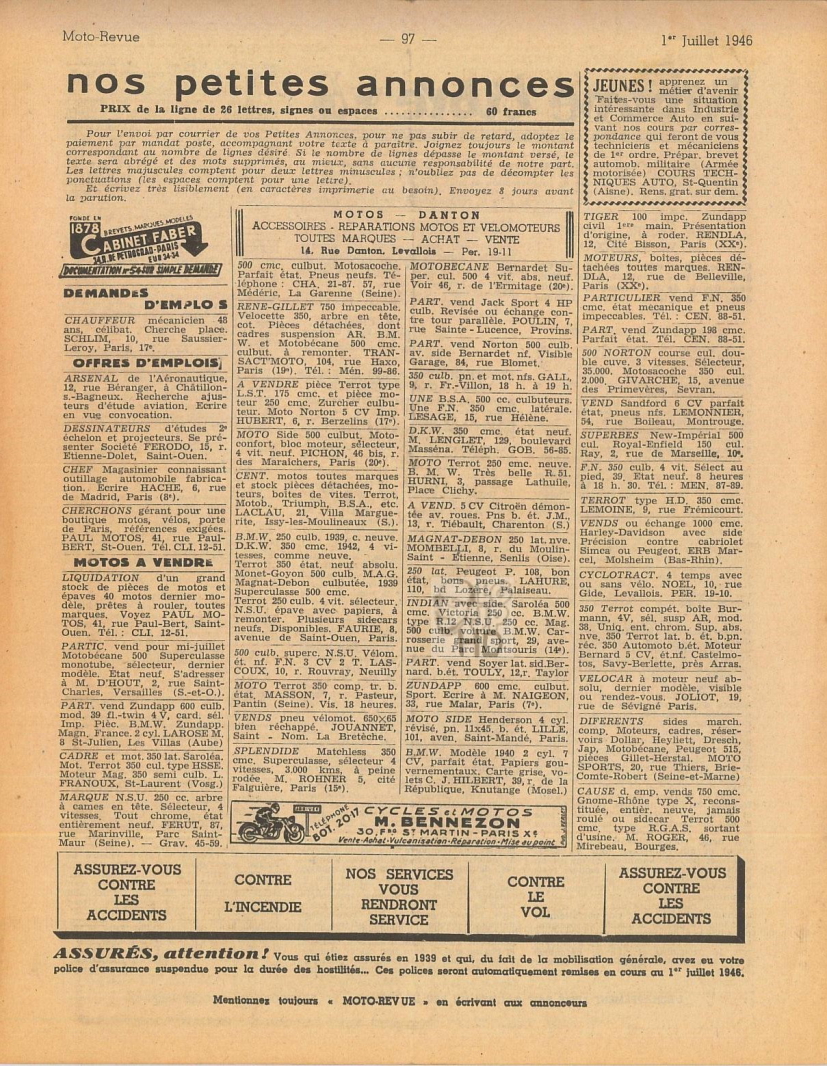 Moto-Revue
— 97 —
1er Juillet 1946
nos petites annonces
PRIX de la ligne de 26 lettres, signes ou espaces ................ 60 francs
Pour l'envoi par courrier de vos Petites Annonces, pour ne pas subir de retard, adoptez le
paiement par mandat poste, accompagnant votre texte à paraître. Joignez toujours le montant
correspondant au nombre de lignes désiré Si le nombre de lignes dépasse le montant versé, le
texte sera abrégé et des mots supprimés, au mieux, sans aucune responsabilité de notre part.
Les lettres majuscules comptent pour deux lettres minuscules ; n'oubliez pas de décompter les
ponctuations (les espaces comptent pour une lettre).
Et écrivez très lisiblement (en caractères imprimerie au besoin). Envoyez 8 jours avant
la parution.
JEUNES ! apprenez un
métier d'avenir
Faites-vous une situation
intéressante dans Industrie
et Commerce Auto en sui-
vant nos cours par corres-
pondance qui feront de vous
techniciens et mécaniciens
de 1er ordre. Prépar. brevet
automob. militaire (Armée
motorisée) COURS TECH-
NIQUES AUTO, St-Quentin
(Aisne). Rens. grat. sur dem.
FONDÉ EN
1878
BREVETS. MARQUES. MODÈLES
CABINET FABER
34, R. DE PETROGRAD-PARIS
EUR 34-34
DOCUMENTATION n°54 SUR SIMPLE DEMANDE
DEMANDES
D'EMPLO S
CHAUFFEUR mécanicien 48
ans, célibat. Cherche place.
SCHLIM, 10, rue Saussier-
Leroy, Paris, 17e.
OFFRES D'EMPLOIS
ARSENAL de l'Aéronautique,
12, rue Béranger, à Châtillon-
s.-Bagneux. Recherche ajus-
teurs d'étude aviation. Ecrire
en vue convocation.
DESSINATEURS d'études 2e
échelon et projecteurs. Se pré-
senter Société FERODO, 15, r.
Etienne-Dolet, Saint-Ouen.
CHEF Magasinier connaissant
outillage automobile fabrica-
tion. Ecrire HACHE, 6, rue
de Madrid, Paris (8e).
CHERCHONS gérant pour une
boutique motos, vélos, porte
de Paris, références exigées.
PAUL MOTOS, 41, rue Paul-
BERT, St-Ouen. Tél. CLI. 12-51.
MOTOS A VENDRE
LIQUIDATION d'un grand
stock de pièces de motos et
épaves 40 motos dernier mo-
dèle, prêtes à rouler, toutes
marques. Voyez PAUL MO-
TOS, 41, rue Paul-Bert, Saint-
Ouen. Tél. : CLI. 12-51.
PARTIC. vend pour mi-juillet
Motobécane 500 Superculasse
monotube, sélecteur, dernier
modèle. Etat neuf. S'adresser
à M. D'HOUT, 2, rue Saint-
Charles, Versailles (S.-et-O.).
PART. vend Zundapp 600 culb.
mod. 39 fl.-twin 4 V, card. sél.
Imp. Pièc. B.M.W. Zundapp.
Magn. France. 2 cyl. LAROSE M.
8 St-Julien, Les Villas (Aube)
CADRE et mot. 350 lat. Saroléa.
Mot. Terrot 350 cul. type HSSE.
Moteur Mag. 350 semi culb. L.
FRANOUX, St-Laurent (Vosg.)
MARQUE N.S.U. 250 cc. arbre
à cames en tête. Sélecteur, 4
vitesses. Tout chrome, état
entièrement neuf. FERUT, 87,
rue Marinville, Parc Saint-
Maur (Seine). — Grav. 45-59.
MOTOS — DANTON
ACCESSOIRES - REPARATIONS MOTOS ET VELOMOTEURS
TOUTES MARQUES — ACHAT — VENTE
14, Rue Danton, Levallois — Per. 19-11
500 cmc. culbut. Motosacoche.
Parfait état. Pneus neufs. Té-
léphone : CHA. 21-87. 57, rue
Médéric, La Garenne (Seine).
RENE-GILLET 750 impeccable.
Velocette 350, arbre en tête,
cot. Pièces détachées, dont
cadres suspension AR. B.M.
W. et Motobécane 500 cmc.
culbut. à remonter. TRAN-
SACT'MOTO, 104, rue Haxo,
Paris (19e). Tél. : Mén. 99-86.
A VENDRE pièce Terrot type
L.S.T. 175 cmc. et pièce mo-
teur 250 cmc. Zurcher culbu-
teur. Moto Norton 5 CV Imp.
HUBERT, 6, r. Berzelins (17e).
MOTO Side 500 culbut. Moto-
confort, bloc moteur, sélecteur,
4 vit. neuf. PICHON, 46 bis, r.
des Maraîchers, Paris (20e).
CENT. motos toutes marques
et stock pièces détachées, mo-
teurs, boîtes de vites. Terrot,
Motob., Triumph, B.S.A., etc.
LACLAU, 21, Villa Margue-
rite, Issy-les-Moulineaux (S.).
B.M.W. 250 culb. 1939, c. neuve.
D.K.W. 350 cmc. 1942, 4 vi-
tesses, comme neuve.
Terrot 350 état, neuf absolu.
Monet-Goyon 500 culb. M.A.G.
Magnat-Debon culbutée, 1939
Superculasse 500 cmc.
Terrot 250 culb. 4 vit. sélecteur.
N.S.U. épave avec papiers, à
remonter. Plusieurs sidecars
neufs, Disponibles. FAURIE, 8,
avenue de Saint-Ouen, Paris.
500 culb. superc. N.S.U. Vélom.
ét. nf. F.N. 3 CV 2 T. LAS-
COUX, 10, r. Rouvray, Neuilly
MOTO Terrot 350 comp. tr. b.
état. MASSON, 7, r. Pasteur,
Pantin (Seine). Vis. 18 heures.
VENDS pneu vélomot. 650x65
bien réchappé. JOUANNET,
Saint - Nom. La Bretèche.
SPLENDIDE Matchless 350
cmc, Superculasse, sélecteur 4
vitesses, 3.000 kms, à peine
rodée. J. ROHNER 5, cité
Falguière, Paris (15e).
MOTOBECANE Bernardet Su-
per. cul. 500 4 vit. abs. neuf.
Voir 46, r. de l'Ermitage (20e).
PART. vend Jack Sport 4 HP
culb. Revisée ou échange con-
tre tour parallèle. POULIN, 7,
rue Sainte-Lucence, Provins.
PART. vend Norton 500 culb.
av. side Bernardet nf. Visible
Garage, 84, rue Blomet.
350 culb. pn. et mot. nfs. GALI,
9, r. Fr.-Villon, 18 h. à 19 h.
UNE B.S.A. 500 cc. culbuteurs.
Une F.N. 350 cmc. latérale.
LESAGE, 15, rue Hélène.
D.K.W. 350 cmc. état neuf.
M. LENGLET, 129, boulevard
Masséna. Téléph. GOB. 56-85.
MOTO Terrot 250 cmc. neuve.
B. M. W. Très belle R.51.
HURNI, 3, passage Lathuile,
Place Clichy.
A VEND. 5 CV Citroën démon-
tée av. roues. Pns b. ét. J.M.,
13, r. Tiébault, Charenton (S.)
MAGNAT-DEBON 250 lat. nve.
MOMBELLI, 8, r. du Moulin-
Saint - Etienne, Senlis (Oise).
250 lat. Peugeot P. 108, bon
état, bons pneus. LAHURE,
110, bd Lozère, Palaiseau.
INDIAN avec side. Saroléa 500
cmc. Victoria 250 cc. B.M.W.
type R.12 N.S.U. 250 cc. Mag.
500 culb. voiture B.M.W. Car-
rosserie grand sport, 29, ave-
nue du Parc Montsouris (14e).
PART. vend Soyer lat. sid.Ber-
nard. b.ét. TOULY, 12,r. Taylor
ZUNDAPP 600 cmc. culbut.
Sport. Ecrire à M. NAIGEON,
33, rue Malar, Paris (7e).
MOTO SIDE Henderson 4 cyl.
révisé, pn. 11x45. b. ét. LILLE,
101, aven. Saint-Mandé, Paris.
B.M.W. Modèle 1940 2 cyl. 7
CV, parfait état, Papiers gou-
vernementaux. Carte grise, vo-
lets C. J. HILBERT, 39, r. de la
République, Knutange (Mosel.)
TÉLÉPHONE
BOT. 20-17
CYCLES et MOTOS
M. BENNEZON
30, Fbg ST MARTIN - PARIS Xe
Vente-Achat-Vulcanisation-Réparation-Mise au point
TIGER 100 impc. Zundapp
civil 1ere main. Présentation
d'origine, à roder. RENDLA,
12, Cité Bisson, Paris (XXe).
MOTEURS, boîtes, pièces dé-
tachées toutes marques. REN-
DLA, 12, rue de Belleville,
Paris (XXe).
PARTICULIER vend F.N. 350
cmc. état mécanique et pneus
impeccables. Tél. : CEN. 88-51.
PART. vend Zundapp 198 cmc.
Parfait état. Tél. CEN. 88-51.
500 NORTON course cul. dou-
ble cuve. 3 vitesses. Sélecteur,
35.000. Motosacoche 350 cul.
2.000, GIVARCHE, 15, avenue
des Primevères, Sevran.
VEND Sandford 6 CV parfait
état, pneus nfs. LEMONNIER,
54, rue Boileau, Montrouge.
SUPERBES New-Impérial 500
cul. Royal-Enfield 150 cul.
Ray, 2, rue de Marseille, 10e.
F.N. 350 culb. 4 vit. Sélect au
pied, 39. Etat neuf. 8 heures
à 18 h. 30. Tél. : MEN. 87-89.
TERROT type H.D. 350 cmc.
LEMOINE, 9, rue Frémicourt.
VENDS ou échange 1000 cmc.
Harley-Davidson avec side
Précision contre cabriolet
Simca ou Peugeot. ERB Mar-
cel, Molsheim (Bas-Rhin).
CYCLOTRACT. 4 temps avec
ou sans vélo. NOEL, 10, rue
Gide, Levallois. PER. 19-10.
350 Terrot compét. boîte Bur-
mann, 4V, sél. susp AR, mod.
38, Uniq. ent. chrom. Sup. abs.
nve. 350 Terrot lat. b. ét. b.pn.
réc. 350 Automoto b.ét. Moteur
Bernard 5 CV, ét.nf. Castelmo-
tos, Savy-Berlette, près Arras.
VELOCAR à moteur neuf ab-
solu, dernier modèle, visible
à rendez-vous. JOLIOT, 19,
rue de Sévigné Paris.
DIFERENTS sides march.
comp, Moteurs, cadres, réser-
voirs Dollar, Heyliett, Dresch,
Jap, Motobécane, Peugeot 515,
pièces Gillet-Herstal. MOTO
SPORTS, 20, rue Thiers, Brie-
Comte-Robert (Seine-et-Marne)
CAUSE d. emp. vends 750 cmc.
Gnome-Rhône type X, recons-
tituée, entièr. neuve, jamais
roulé ou sidecar Terrot 500
cmc. type R.G.A.S. sortant
d'usine. M. ROGER, 46, rue
Mirebeau, Bourges.
ASSUREZ-VOUS
CONTRE
LES
ACCIDENTS
CONTRE
L'INCENDIE
NOS SERVICES
VOUS
RENDRONT
SERVICE
CONTRE
LE
VOL
ASSUREZ-VOUS
CONTRE
LES
ACCIDENTS
ASSURÉS, attention ! Vous qui étiez assurés en 1939 et qui, du fait de la mobilisation générale, avez eu votre
police d'assurance suspendue pour la durée des hostilités... Ces polices seront automatiquement remises en cours au 1er juillet 1946.
Mentionnez toujours « MOTO-REVUE » en écrivant aux annonceurs